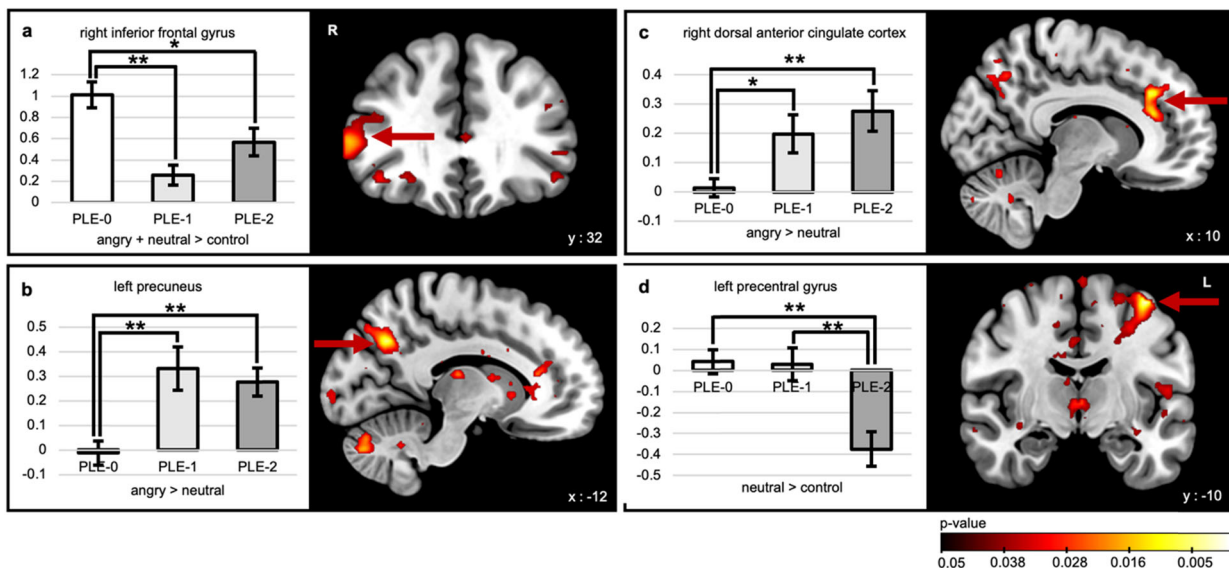 a
right inferior frontal gyrus
*
**
1.2
1
0.8
0.6
0.4
0.2
0
PLE-0 PLE-1 PLE-2
angry + neutral > control
R
y : 32
c
right dorsal anterior cingulate cortex
**
*
0.4
0.3
0.2
0.1
0
-0.1
PLE-0 PLE-1 PLE-2
angry > neutral
x : 10
b
left precuneus
**
**
0.5
0.4
0.3
0.2
0.1
0
-0.1
PLE-0 PLE-1 PLE-2
angry > neutral
x : -12
d
left precentral gyrus
**
**
0.2
0.1
0
-0.1
-0.2
-0.3
-0.4
-0.5
PLE-0 PLE-1 PLE-2
neutral > control
L
y : -10
p-value
0.05 0.038 0.028 0.016 0.005